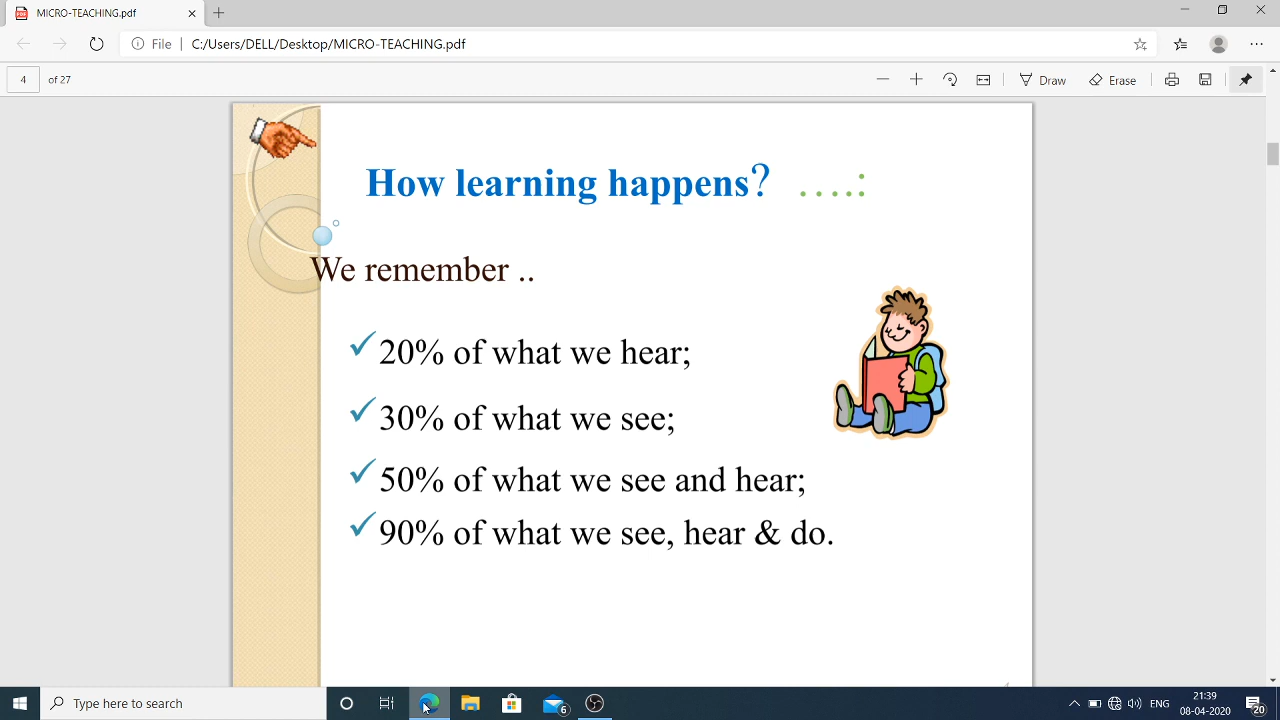 MICRO-TEACHING.pdf
File | C:/Users/DELL/Desktop/MICRO-TEACHING.pdf
4 of 27 Draw Erase
How learning happens? ....:
We remember ..
20% of what we hear;
30% of what we see;
50% of what we see and hear;
90% of what we see, hear & do.
Type here to search
6
ENG
21:39
08-04-2020
20